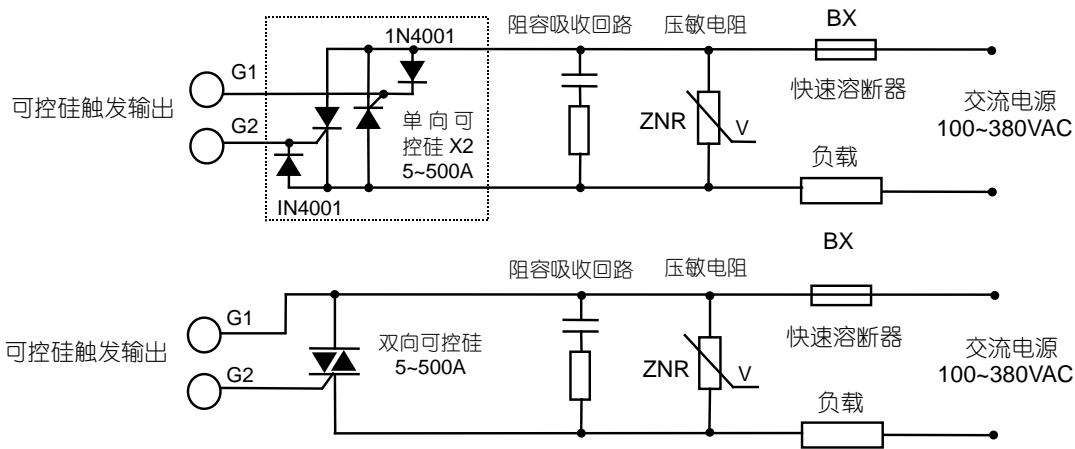 阻容吸收回路
压敏电阻
BX
1N4001
G1
可控硅触发输出
G2
单向可
控硅 X2
5~500A
ZNR
V
快速溶断器
交流电源
100~380VAC
负载
IN4001
阻容吸收回路
压敏电阻
BX
G1
可控硅触发输出
G2
双向可控硅
5~500A
ZNR
V
快速溶断器
交流电源
100~380VAC
负载